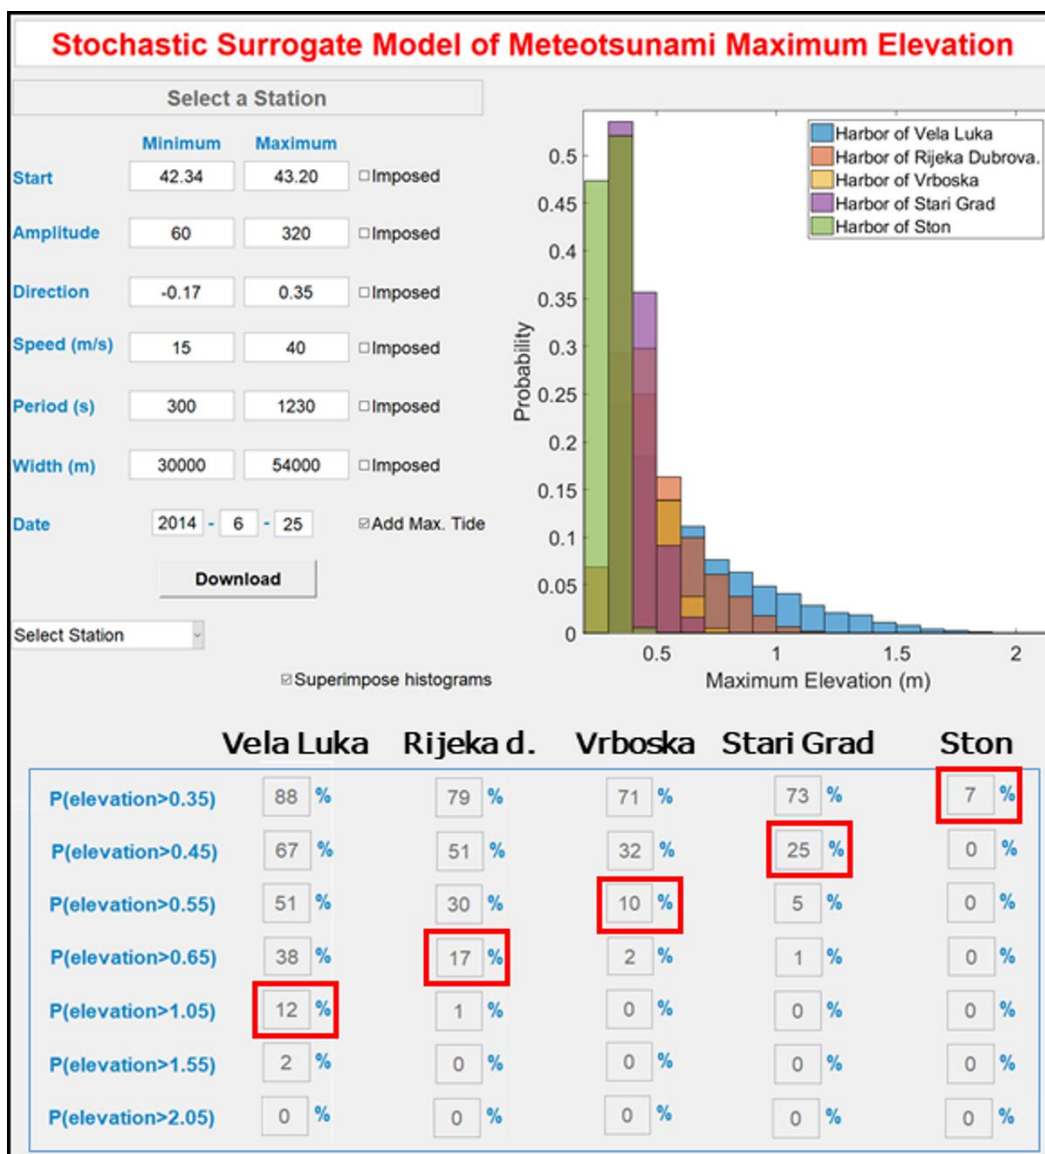 Stochastic Surrogate Model of Meteotsunami Maximum Elevation
Select a Station
Minimum Maximum
Start 42.34 43.20 Imposed
Amplitude 60 320 Imposed
Direction -0.17 0.35 Imposed
Speed (m/s) 15 40 Imposed
Period (s) 300 1230 Imposed
Width (m) 30000 54000 Imposed
Date 2014 - 6 - 25 Add Max. Tide
Download
Select Station
Superimpose histograms
Harbor of Vela Luka
Harbor of Rijeka Dubrova.
Harbor of Vrboska
Harbor of Stari Grad
Harbor of Ston
Probability
0.5
0.45
0.4
0.35
0.3
0.25
0.2
0.15
0.1
0.05
0
0.5 1 1.5 2
Maximum Elevation (m)
Vela Luka Rijeka d. Vrboska Stari Grad Ston
P(elevation>0.35) 88 % 79 % 71 % 73 % 7 %
P(elevation>0.45) 67 % 51 % 32 % 25 % 0 %
P(elevation>0.55) 51 % 30 % 10 % 5 % 0 %
P(elevation>0.65) 38 % 17 % 2 % 1 % 0 %
P(elevation>1.05) 12 % 1 % 0 % 0 % 0 %
P(elevation>1.55) 2 % 0 % 0 % 0 % 0 %
P(elevation>2.05) 0 % 0 % 0 % 0 % 0 %